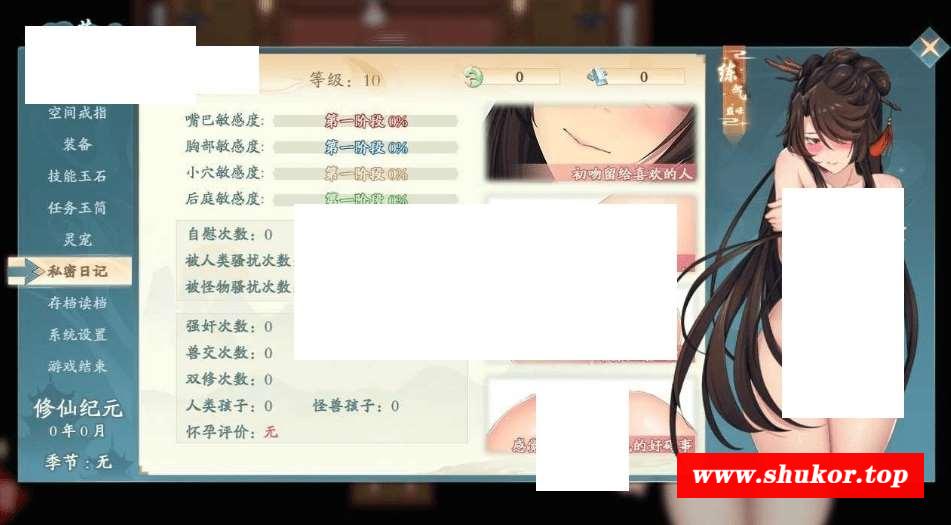 等级: 10
0
0
练气
空间戒指
装备
技能玉石
任务玉简
灵宠
私密日记
存档读档
系统设置
游戏结束
修仙纪元
0年0月
季节:无
嘴巴敏感度: 第一阶段 0%
胸部敏感度: 第一阶段 0%
小穴敏感度: 第一阶段 0%
后庭敏感度: 第一阶段 0%
自慰次数: 0
被人类骚扰次数
被怪物骚扰次数
强奸次数: 0
兽交次数: 0
双修次数: 0
人类孩子: 0 怪兽孩子: 0
怀孕评价: 无
初吻留给喜欢的人
www.shukor.top